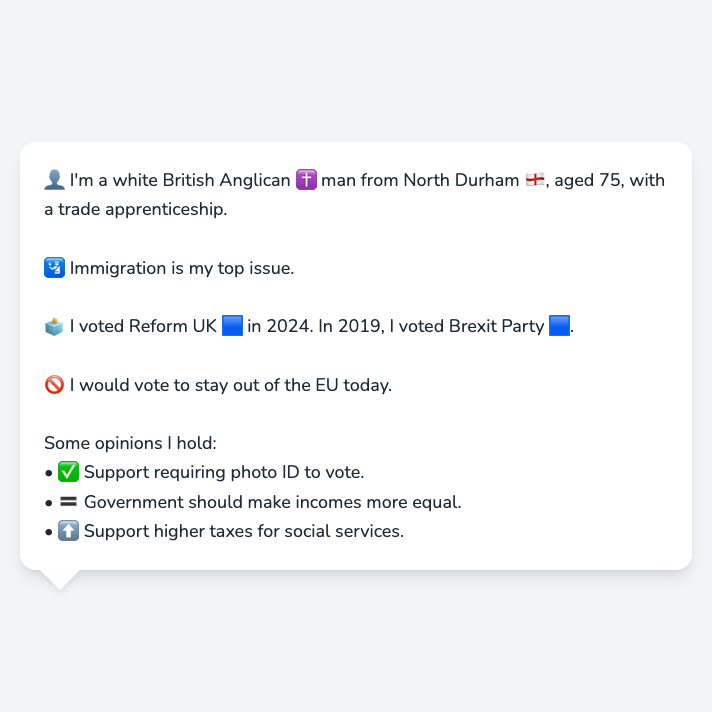 👤 I'm a white British Anglican ✝️ man from North Durham 🏴󠁧󠁢󠁥󠁮󠁧󠁿, aged 75, with
a trade apprenticeship.
🛂 Immigration is my top issue.
🗳️ I voted Reform UK 🟦 in 2024. In 2019, I voted Brexit Party 🟦.
🚫 I would vote to stay out of the EU today.
Some opinions I hold:
• ✅ Support requiring photo ID to vote.
• 🟰 Government should make incomes more equal.
• ⬆️ Support higher taxes for social services.